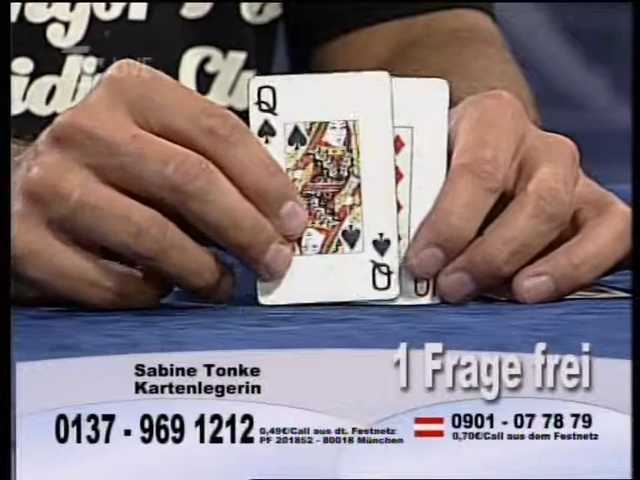 LIVE
Q
Q
Sabine Tonke
Kartenlegerin
1 Frage frei
0137 - 969 1212
0,49€/Call aus dt. Festnetz
PF 201852 - 80018 München
0901 - 07 78 79
0,70€/Call aus dem Festnetz